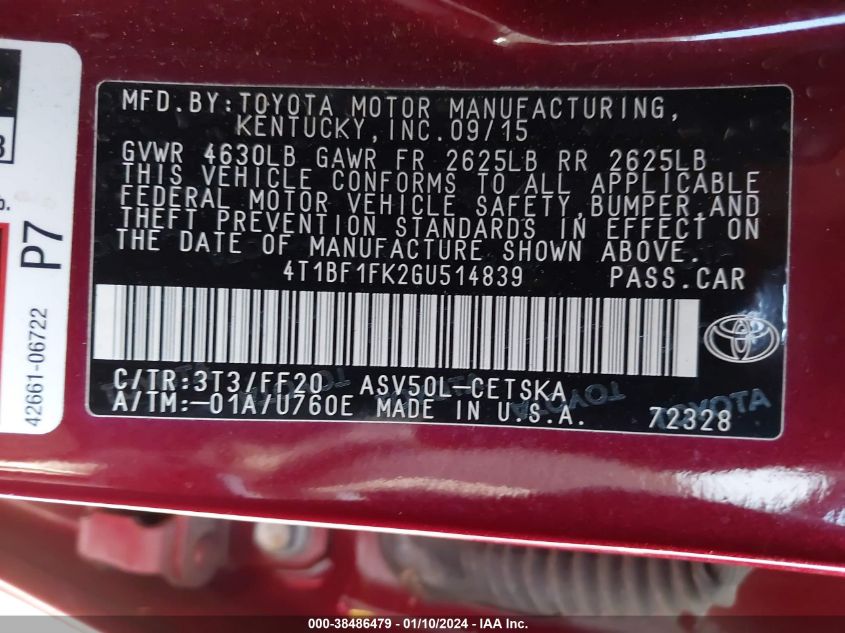 MFD.BY:TOYOTA MOTOR MANUFACTURING,
KENTUCKY, INC.09/15
GVWR 4630LB GAWR FR 2625LB RR 2625LB
THIS VEHICLE CONFORMS TO ALL APPLICABLE
FEDERAL MOTOR VEHICLE SAFETY,BUMPER,AND
THEFT PREVENTION STANDARDS IN EFFECT ON
THE DATE OF MANUFACTURE SHOWN ABOVE.
4T1BF1FK2GU514839 PASS.CAR
C/TR:3T3/FF20 ASV50L-CETSKA
A/TM:-01A/U760E MADE IN U.S.A. 72328
TOYOTA
P7
42661-06722
000-38486479 - 01/10/2024 - IAA Inc.